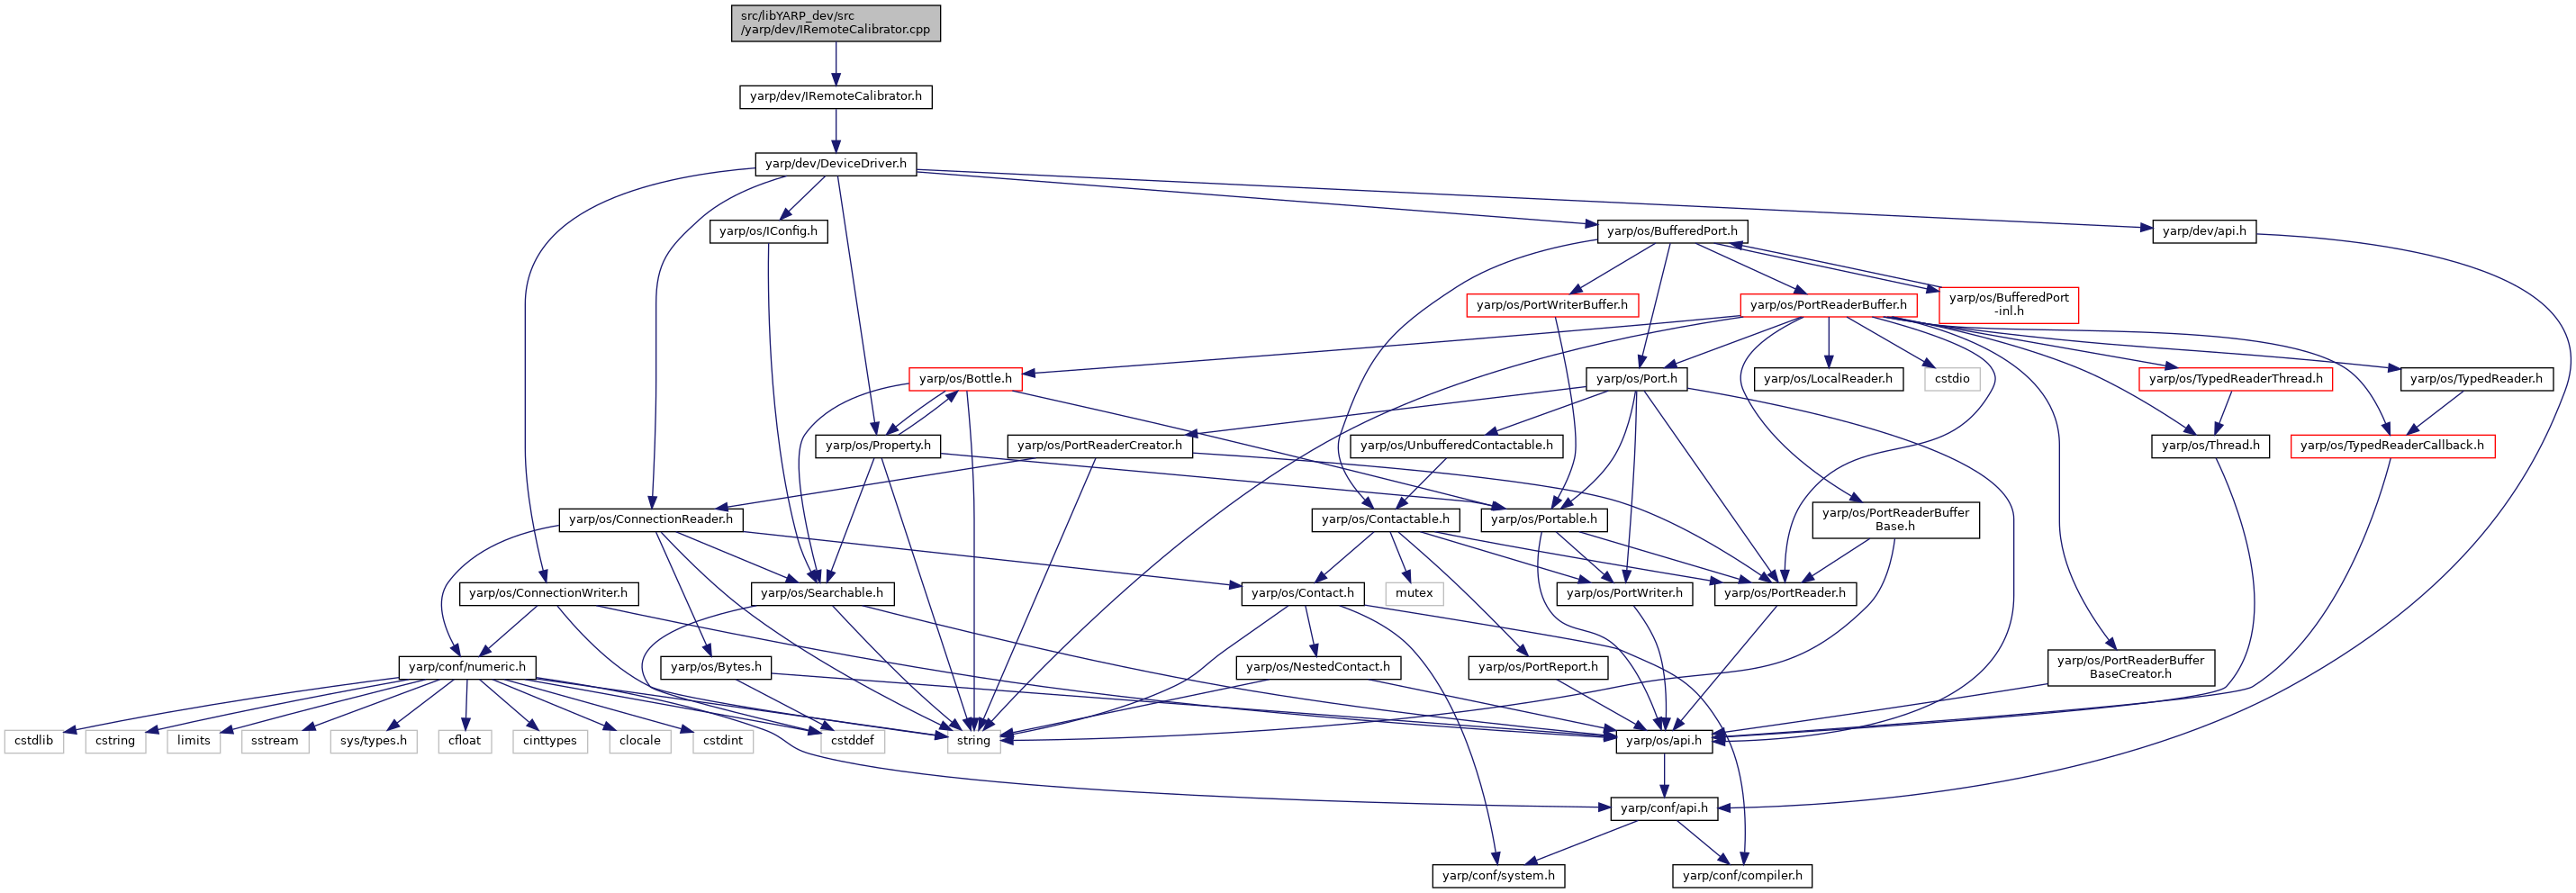 src/libYARP_dev/src
/yarp/dev/IRemoteCalibrator.cpp
yarp/dev/IRemoteCalibrator.h
yarp/dev/DeviceDriver.h
yarp/os/IConfig.h
yarp/os/BufferedPort.h
yarp/dev/api.h
yarp/os/PortWriterBuffer.h
yarp/os/PortReaderBuffer.h
yarp/os/BufferedPort
-inl.h
yarp/os/Bottle.h
yarp/os/Port.h
yarp/os/LocalReader.h
cstdio
yarp/os/TypedReaderThread.h
yarp/os/TypedReader.h
yarp/os/Property.h
yarp/os/PortReaderCreator.h
yarp/os/UnbufferedContactable.h
yarp/os/Thread.h
yarp/os/TypedReaderCallback.h
yarp/os/ConnectionReader.h
yarp/os/Contactable.h
yarp/os/Portable.h
yarp/os/PortReaderBuffer
Base.h
yarp/os/ConnectionWriter.h
yarp/os/Searchable.h
yarp/os/Contact.h
mutex
yarp/os/PortWriter.h
yarp/os/PortReader.h
yarp/conf/numeric.h
yarp/os/Bytes.h
yarp/os/NestedContact.h
yarp/os/PortReport.h
yarp/os/PortReaderBuffer
BaseCreator.h
cstdlib
cstring
limits
sstream
sys/types.h
cfloat
cinttypes
clocale
cstdint
cstddef
string
yarp/os/api.h
yarp/conf/api.h
yarp/conf/system.h
yarp/conf/compiler.h